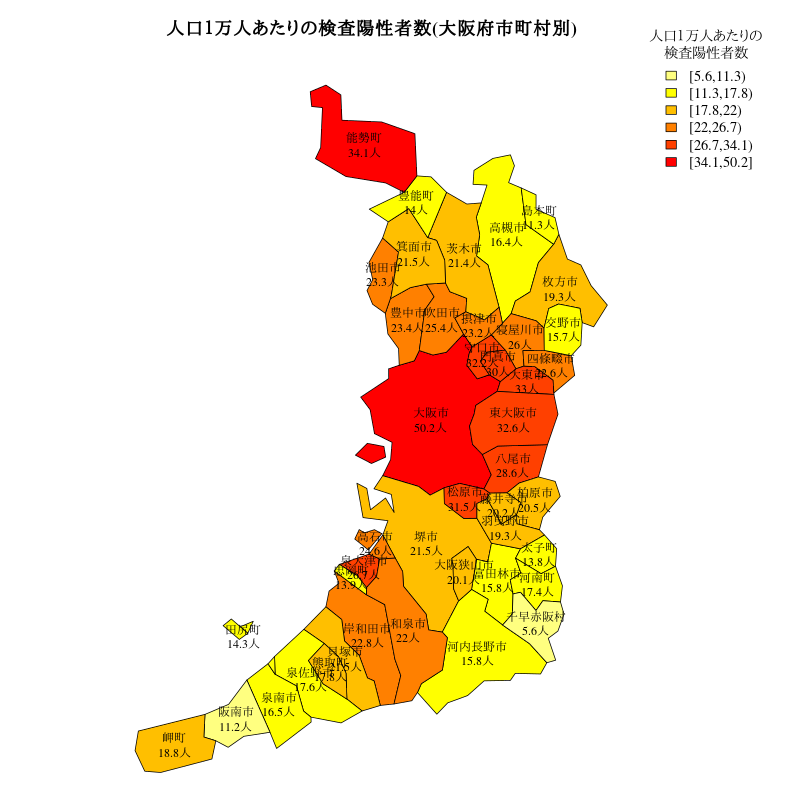 人口1万人あたりの検査陽性者数(大阪府市町村別)
人口1万人あたりの
検査陽性者数
[5.6,11.3)
[11.3,17.8)
[17.8,22)
[22,26.7)
[26.7,34.1)
[34.1,50.2]
能勢町
34.1人
豊能町
14人
島本町
11.3人
高槻市
16.4人
箕面市
21.5人
茨木市
21.4人
池田市
23.3人
枚方市
19.3人
豊中市
23.4人
吹田市
25.4人
摂津市
23.2人
寝屋川市
26人
交野市
15.7人
守口市
32.2人
門真市
30人
四條畷市
22.6人
大東市
33人
大阪市
50.2人
東大阪市
32.6人
八尾市
28.6人
松原市
31.5人
藤井寺市
20.2人
柏原市
20.5人
羽曳野市
19.3人
高石市
24.6人
堺市
21.5人
泉大津市
26.7人
忠岡町
13.9人
大阪狭山市
20.1人
富田林市
15.8人
太子町
13.8人
河南町
17.4人
千早赤阪村
5.6人
田尻町
14.3人
岸和田市
22.8人
和泉市
22人
河内長野市
15.8人
貝塚市
21.5人
熊取町
17.8人
泉佐野市
17.6人
泉南市
16.5人
阪南市
11.2人
岬町
18.8人